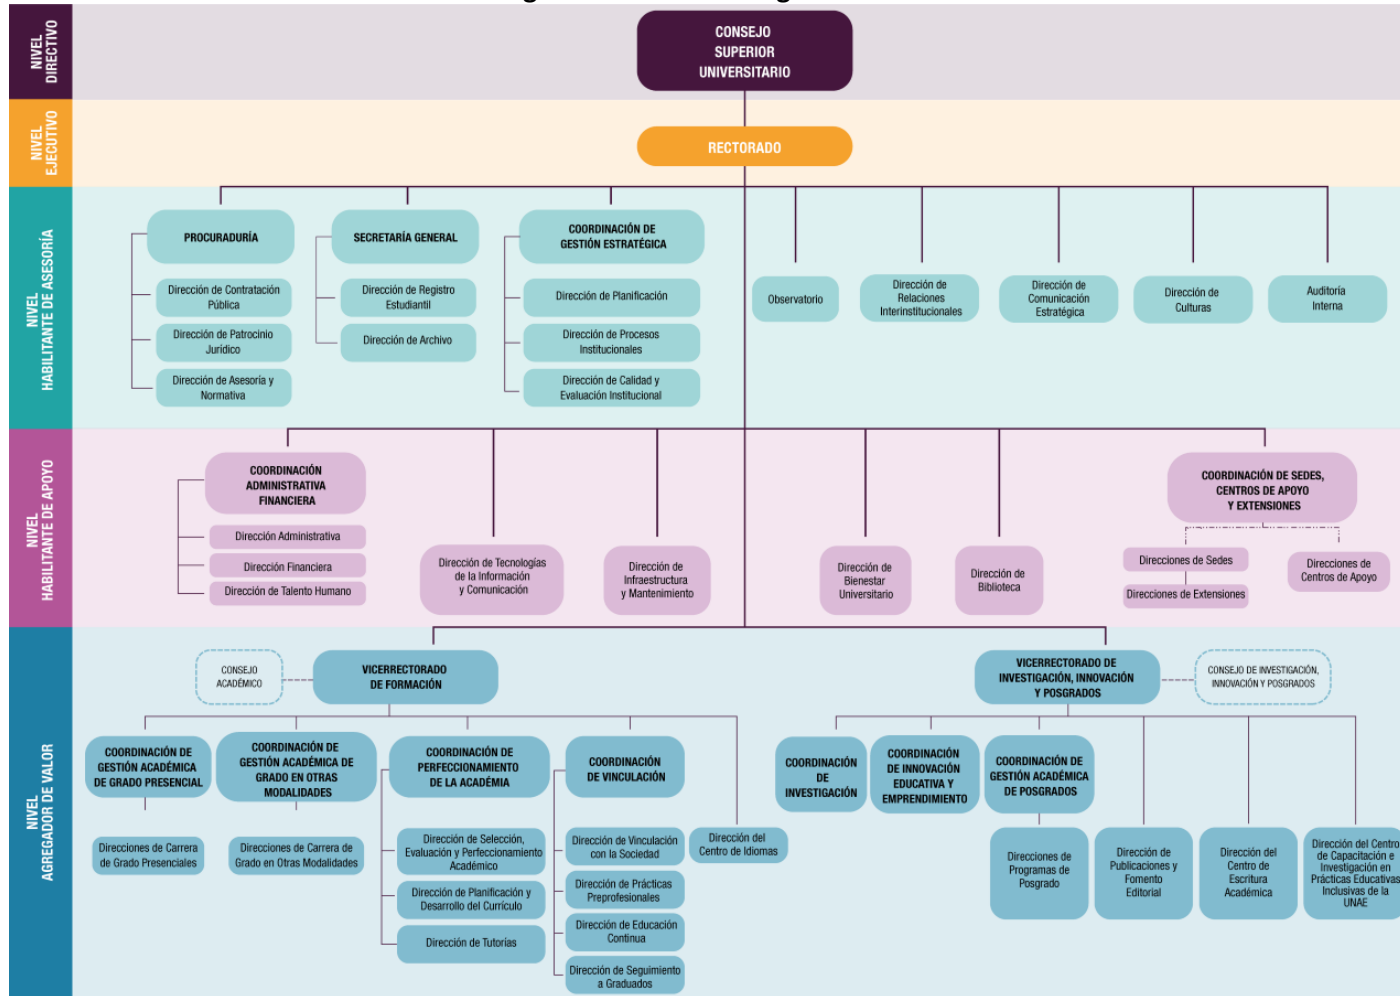 NIVEL
DIRECTIVO
CONSEJO
SUPERIOR
UNIVERSITARIO
NIVEL
EJECUTIVO
RECTORADO
NIVEL
HABILITANTE DE ASESORÍA
PROCURADURÍA
Dirección de Contratación
Pública
Dirección de Patrocinio
Jurídico
Dirección de Asesoría y
Normativa
SECRETARÍA GENERAL
Dirección de Registro
Estudiantil
Dirección de Archivo
COORDINACIÓN DE
GESTIÓN ESTRATÉGICA
Dirección de Planificación
Dirección de Procesos
Institucionales
Dirección de Calidad y
Evaluación Institucional
Observatorio
Dirección de
Relaciones
Interinstitucionales
Dirección de
Comunicación
Estratégica
Dirección de
Culturas
Auditoría
Interna
NIVEL
HABILITANTE DE APOYO
COORDINACIÓN
ADMINISTRATIVA
FINANCIERA
Dirección Administrativa
Dirección Financiera
Dirección de Talento Humano
Dirección de Tecnologías
de la Información
y Comunicación
Dirección de
Infraestructura
y Mantenimiento
Dirección de
Bienestar
Universitario
Dirección de
Biblioteca
COORDINACIÓN DE SEDES,
CENTROS DE APOYO
Y EXTENSIONES
Direcciones de Sedes
Direcciones de Extensiones
Direcciones de
Centros de Apoyo
NIVEL
AGREGADOR DE VALOR
CONSEJO
ACADÉMICO
VICERRECTORADO
DE FORMACIÓN
COORDINACIÓN DE
GESTIÓN ACADÉMICA
DE GRADO PRESENCIAL
Direcciones de Carrera
de Grado Presenciales
COORDINACIÓN DE
GESTIÓN ACADÉMICA DE
GRADO EN OTRAS
MODALIDADES
Direcciones de Carrera de
Grado en Otras Modalidades
COORDINACIÓN DE
PERFECCIONAMIENTO
DE LA ACADÉMIA
Dirección de Selección,
Evaluación y Perfeccionamiento
Académico
Dirección de Planificación y
Desarrollo del Currículo
Dirección de Tutorías
COORDINACIÓN
DE VINCULACIÓN
Dirección de Vinculación
con la Sociedad
Dirección de Prácticas
Preprofesionales
Dirección de Educación
Continua
Dirección de Seguimiento
a Graduados
Dirección del
Centro de Idiomas
VICERRECTORADO DE
INVESTIGACIÓN, INNOVACIÓN
Y POSGRADOS
CONSEJO DE INVESTIGACIÓN,
INNOVACIÓN Y POSGRADOS
COORDINACIÓN
DE
INVESTIGACIÓN
COORDINACIÓN
DE INNOVACIÓN
EDUCATIVA Y
EMPRENDIMIENTO
COORDINACIÓN DE
GESTIÓN ACADÉMICA
DE POSGRADOS
Direcciones de
Programas de
Posgrado
Dirección de
Publicaciones y
Fomento
Editorial
Dirección del
Centro de
Escritura
Académica
Dirección del Centro
de Capacitación e
Investigación en
Prácticas Educativas
Inclusivas de la
UNAE